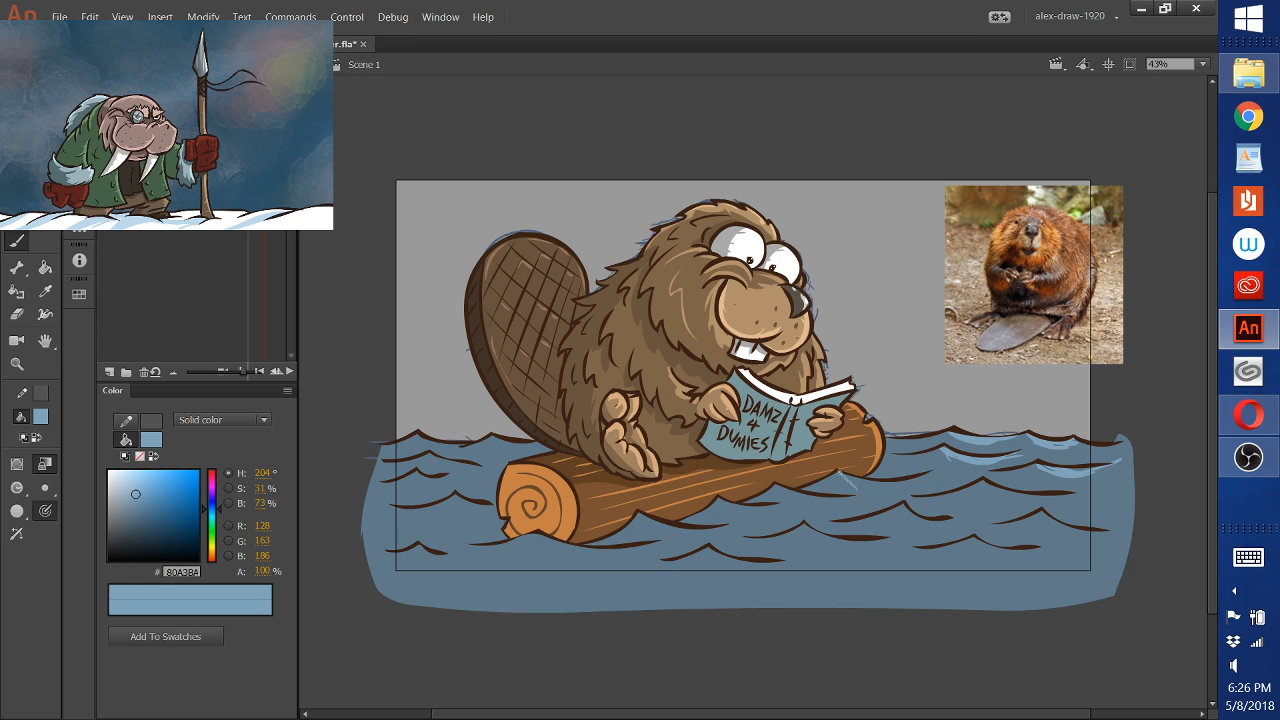 An File Edit View Insert Modify Text Commands Control Debug Window Help alex-draw-1920
er.fla* ×
Scene 1 43%
Color
Solid color
H: 204 °
S: 31 %
B: 73 %
R: 128
G: 163
B: 186
# 80A3BA A: 100 %
Add To Swatches
DAMZ
4
DUMIES
An
6:26 PM
5/8/2018